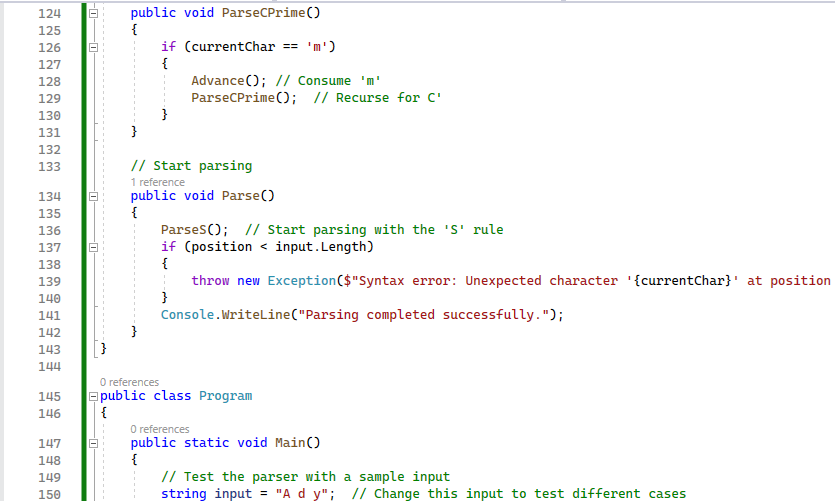 124 public void ParseCPrime()
125 {
126 if (currentChar == 'm')
127 {
128 Advance(); // Consume 'm'
129 ParseCPrime();  // Recurse for C'
130 }
131 }
132
133 // Start parsing
1 reference
134 public void Parse()
135 {
136 ParseS();  // Start parsing with the 'S' rule
137 if (position < input.Length)
138 {
139 throw new Exception($"Syntax error: Unexpected character '{currentChar}' at position
140 }
141 Console.WriteLine("Parsing completed successfully.");
142 }
143 }
144
0 references
145 public class Program
146 {
0 references
147 public static void Main()
148 {
149 // Test the parser with a sample input
150 string input = "A d y";  // Change this input to test different cases